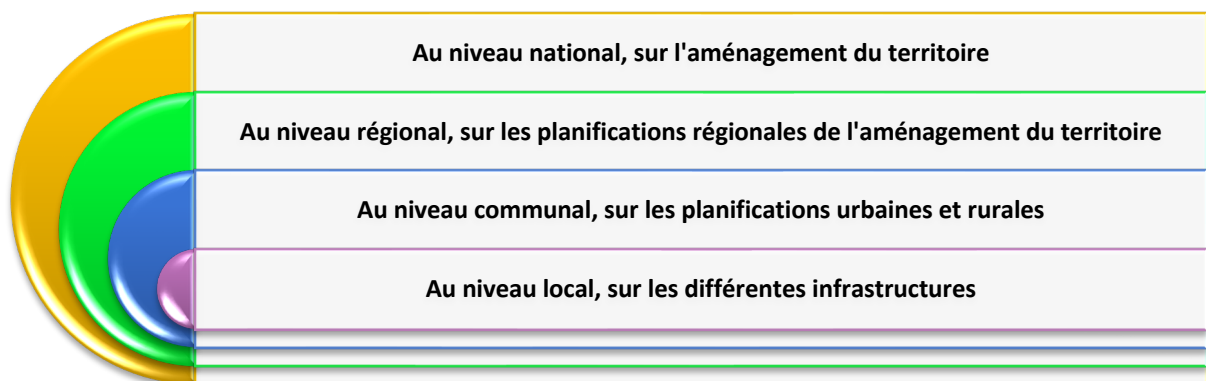 Au niveau national, sur l'aménagement du territoire
Au niveau régional, sur les planifications régionales de l'aménagement du territoire
Au niveau communal, sur les planifications urbaines et rurales
Au niveau local, sur les différentes infrastructures